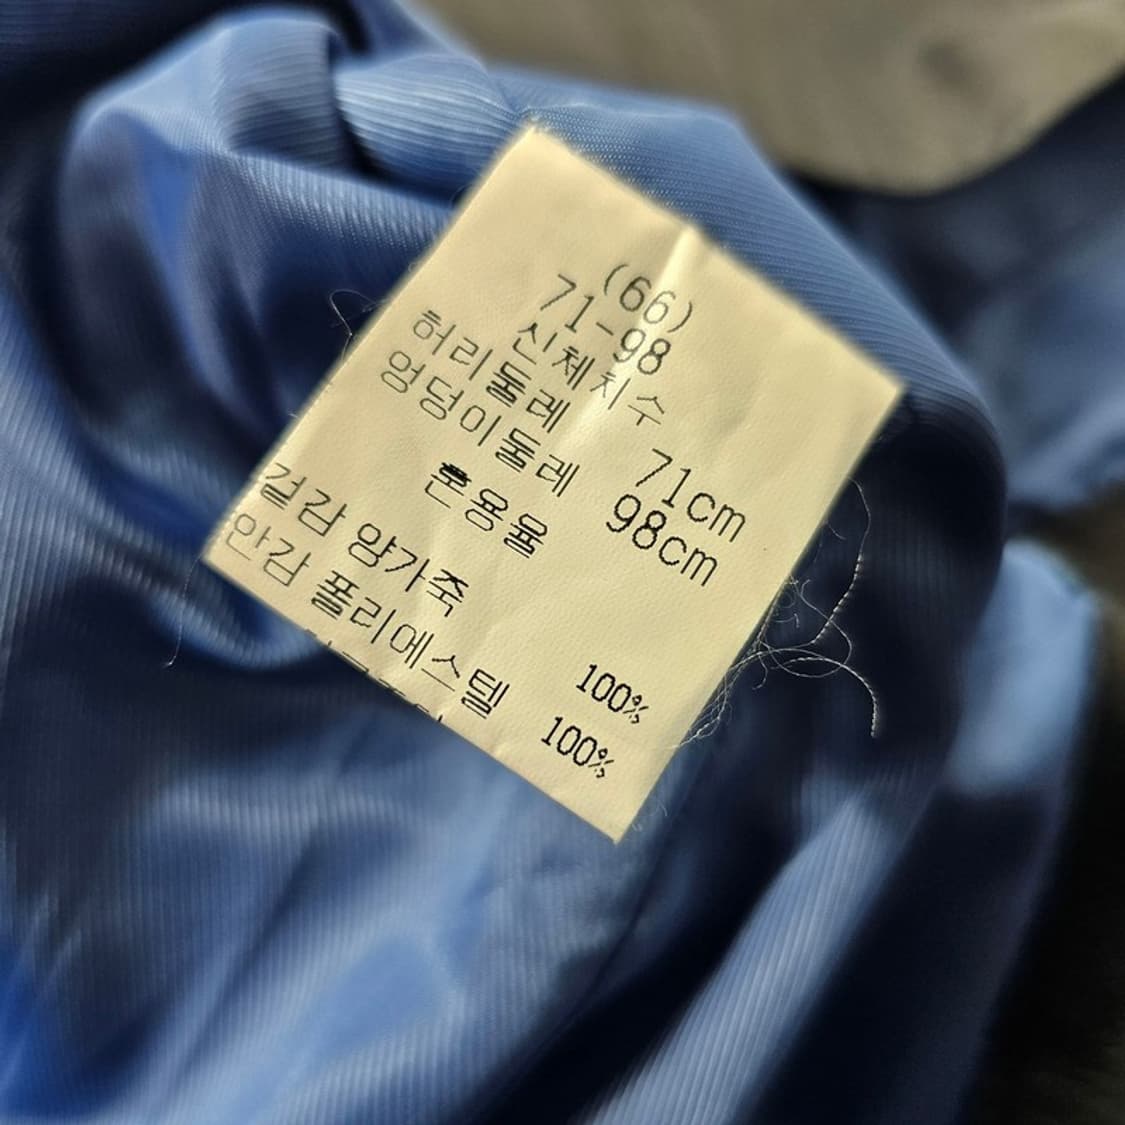 (66)
71-98
신체치수
허리둘레 71cm
엉덩이둘레 98cm
혼용율
겉감 양가죽 100%
안감 폴리에스텔 100%